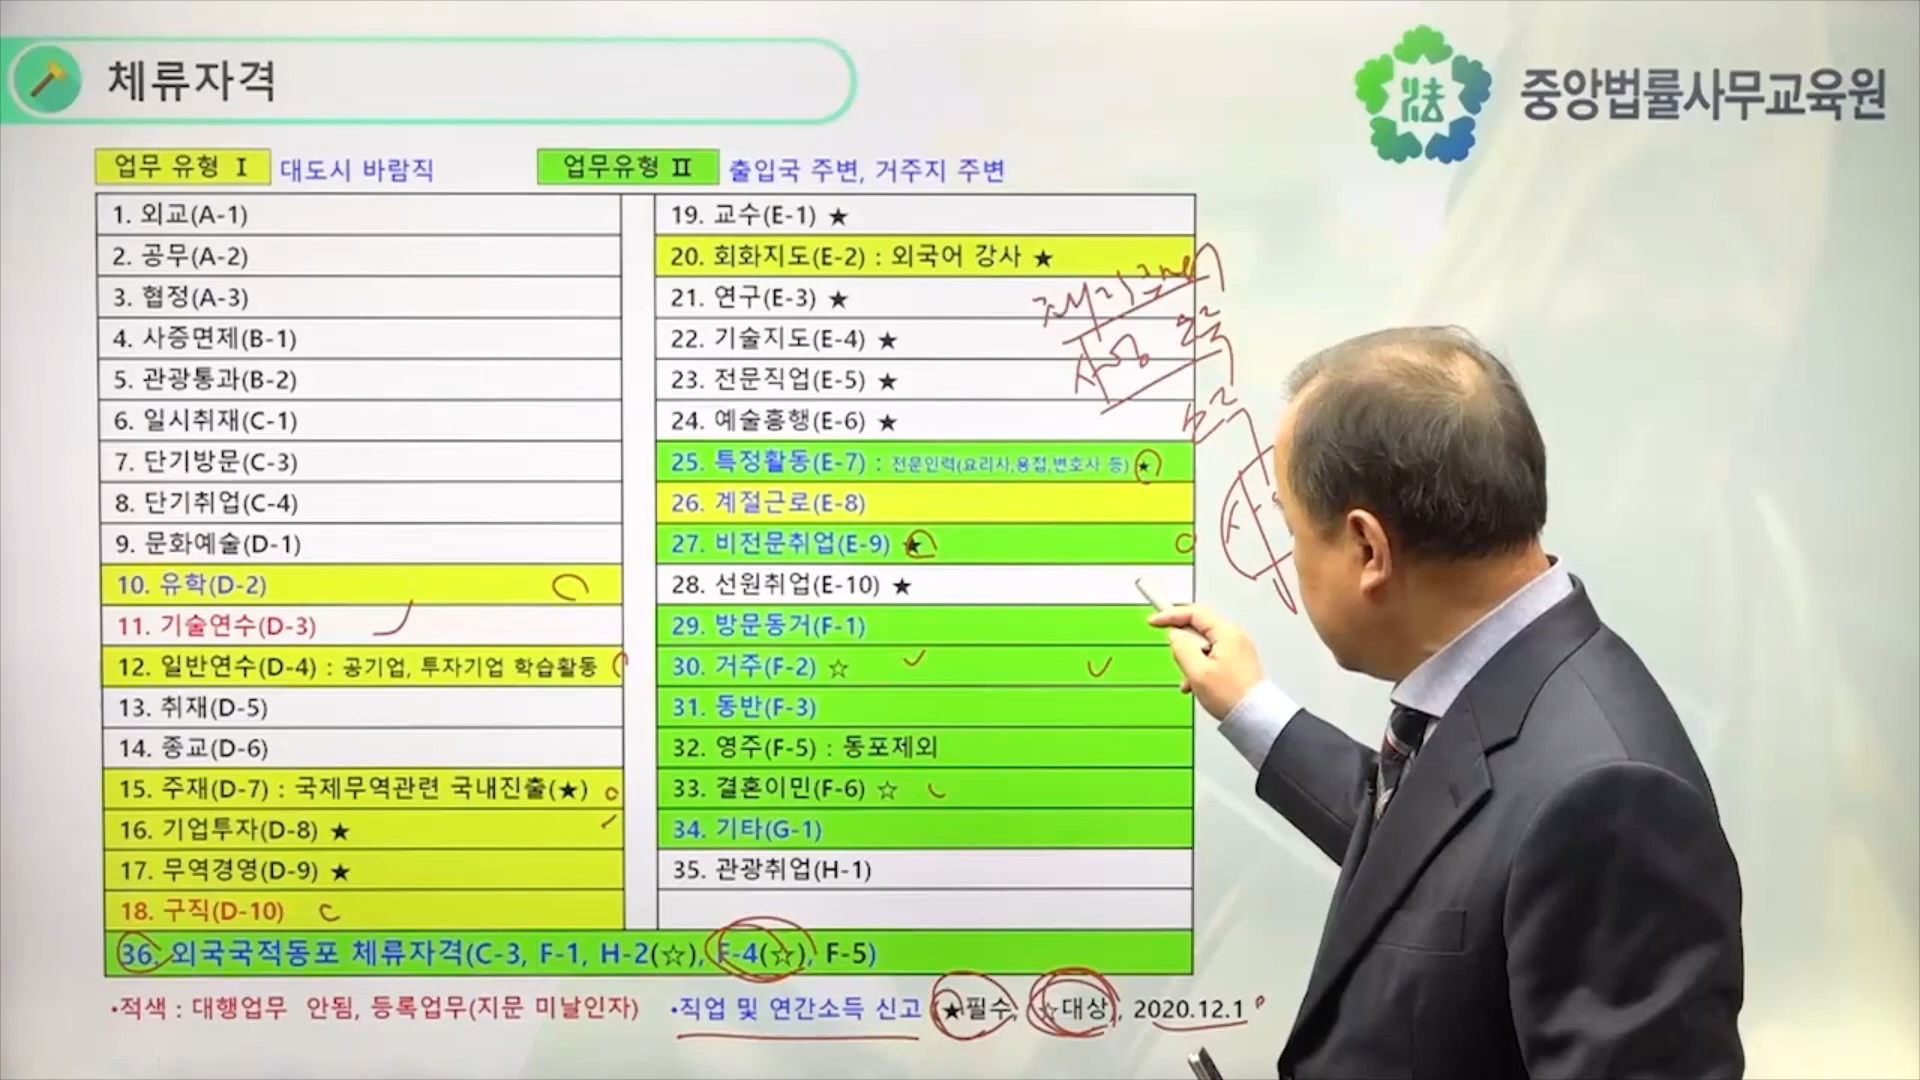 체류자격
중앙법률사무교육원
업무 유형 Ⅰ 대도시 바람직
업무유형 Ⅱ 출입국 주변, 거주지 주변
1. 외교(A-1)
2. 공무(A-2)
3. 협정(A-3)
4. 사증면제(B-1)
5. 관광통과(B-2)
6. 일시취재(C-1)
7. 단기방문(C-3)
8. 단기취업(C-4)
9. 문화예술(D-1)
10. 유학(D-2)
11. 기술연수(D-3)
12. 일반연수(D-4) : 공기업, 투자기업 학습활동
13. 취재(D-5)
14. 종교(D-6)
15. 주재(D-7) : 국제무역관련 국내진출(★)
16. 기업투자(D-8) ★
17. 무역경영(D-9) ★
18. 구직(D-10)
19. 교수(E-1) ★
20. 회화지도(E-2) : 외국어 강사 ★
21. 연구(E-3) ★
22. 기술지도(E-4) ★
23. 전문직업(E-5) ★
24. 예술흥행(E-6) ★
25. 특정활동(E-7) : 전문인력(요리사,용접,변호사 등) ★
26. 계절근로(E-8)
27. 비전문취업(E-9) ★
28. 선원취업(E-10) ★
29. 방문동거(F-1)
30. 거주(F-2) ☆
31. 동반(F-3)
32. 영주(F-5) : 동포제외
33. 결혼이민(F-6) ☆
34. 기타(G-1)
35. 관광취업(H-1)
36. 외국국적동포 체류자격(C-3, F-1, H-2(☆), F-4(☆), F-5)
•적색 : 대행업무 안됨, 등록업무(지문 미날인자)
•직업 및 연간소득 신고 (★필수, ☆대상), 2020.12.1